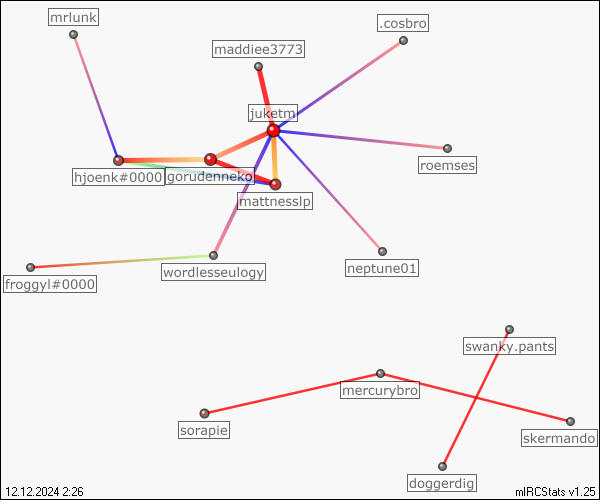 mrlunk
.cosbro
maddiee3773
juketm
roemses
hjoenk#0000
gorudenneko
mattnesslp
wordlesseulogy
neptune01
froggyl#0000
swanky.pants
mercurybro
sorapie
skermando
doggerdig
12.12.2024 2:26
mIRCStats v1.25